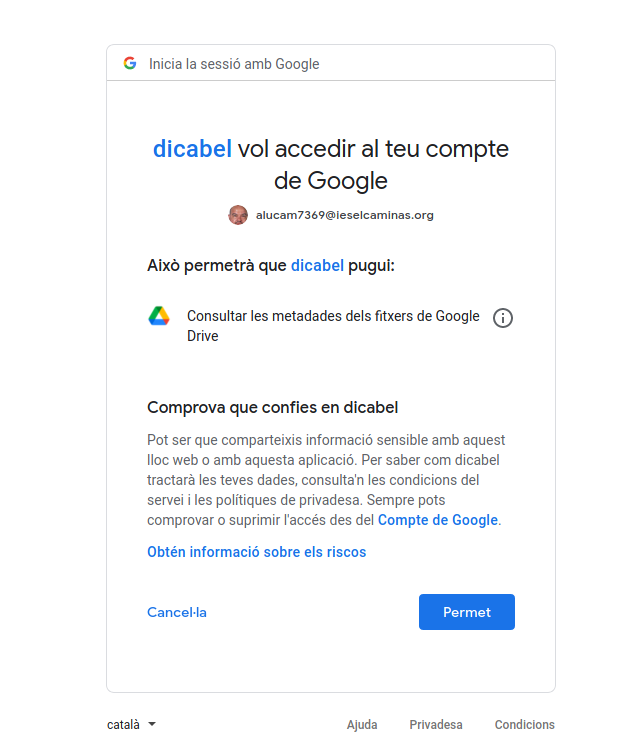 Inicia la sessió amb Google
dicabel vol accedir al teu compte
de Google
alucam7369@ieselcaminas.org
Això permetrà que dicabel pugui:
Consultar les metadades dels fitxers de Google
Drive
Comprova que confies en dicabel
Pot ser que comparteixis informació sensible amb aquest
lloc web o amb aquesta aplicació. Per saber com dicabel
tractarà les teves dades, consulta'n les condicions del
servei i les polítiques de privadesa. Sempre pots
comprovar o suprimir l'accés des del Compte de Google.
Obtén informació sobre els riscos
Cancel·la
Permet
català
Ajuda
Privadesa
Condicions